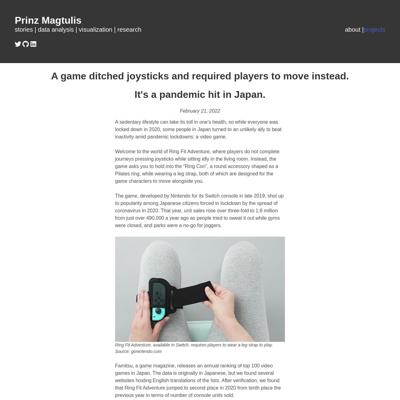 Prinz Magtulis
stories | data analysis | visualization | research
about |projects
A game ditched joysticks and required players to move instead.
It's a pandemic hit in Japan.
February 21, 2022
A sedentary lifestyle can take its toll in one's health, so while everyone was
locked down in 2020, some people in Japan turned to an unlikely ally to beat
inactivity amid pandemic lockdowns: a video game.
Welcome to the world of Ring Fit Adventure, where players do not complete
journeys pressing joysticks while sitting idly in the living room. Instead, the
game asks you to hold into the "Ring Con", a round accessory shaped as a
Pilates ring, while wearing a leg strap, both of which are designed for the
game characters to move alongside you.
The game, developed by Nintendo for its Switch console in late 2019, shot up
to popularity among Japanese citizens forced in lockdown by the spread of
coronavirus in 2020. That year, unit sales rose over three-fold to 1.6 million
from just over 490,000 a year ago as people tried to sweat it out while gyms
were closed, and parks were a no-go for joggers.
Ring Fit Adventure, available in Switch, requires players to wear a leg strap to play.
Source: gonintendo.com
Famitsu, a game magazine, releases an annual ranking of top 100 video
games in Japan. The data is originally in Japanese, but we found several
websites holding English translations of the lists. After verification, we found
that Ring Fit Adventure jumped to second place in 2020 from tenth place the
previous year in terms of number of console units sold.